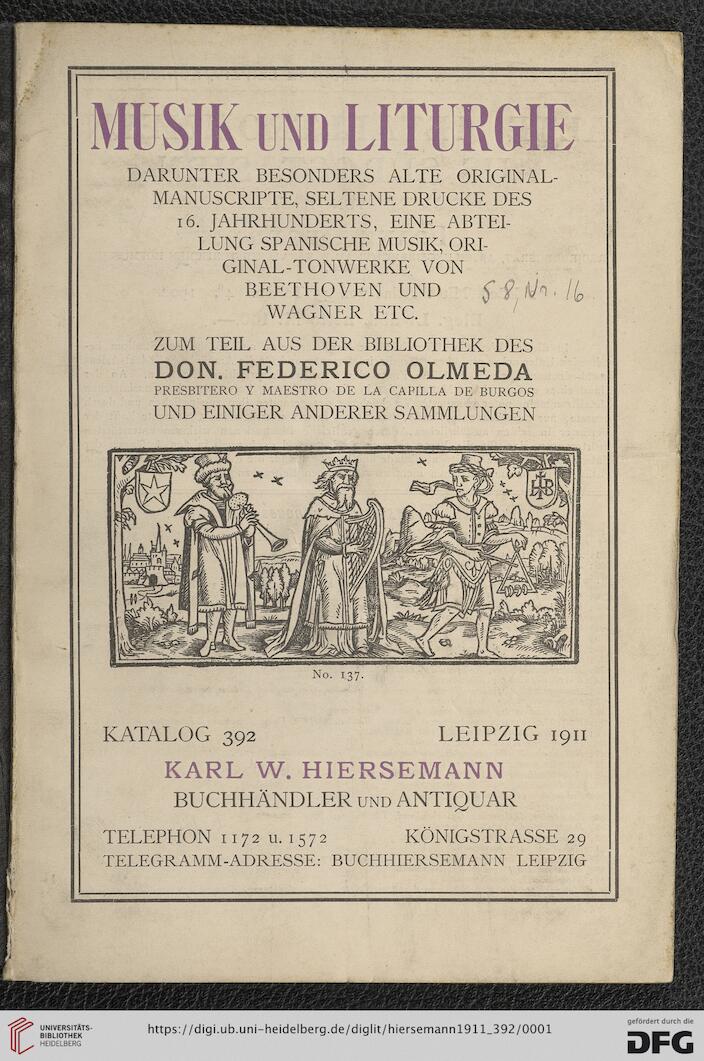 MUSIK UND LITURGIE
DARUNTER BESONDERS ALTE ORIGINAL-
MANUSCRIPTE, SELTENE DRUCKE DES
16. JAHRHUNDERTS, EINE ABTEI-
LUNG SPANISCHE MUSIK, ORI-
GINAL-TONWERKE VON
BEETHOVEN UND
WAGNER ETC.
58, Nr. 16
ZUM TEIL AUS DER BIBLIOTHEK DES
DON. FEDERICO OLMEDA
PRESBITERO Y MAESTRO DE LA CAPILLA DE BURGOS
UND EINIGER ANDERER SAMMLUNGEN
No. 137.
KATALOG 392 LEIPZIG 1911
KARL W. HIERSEMANN
BUCHHÄNDLER UND ANTIQUAR
TELEPHON 1172 u. 1572 KÖNIGSTRASSE 29
TELEGRAMM-ADRESSE: BUCHHIERSEMANN LEIPZIG
UNIVERSITÄTS-
BIBLIOTHEK
HEIDELBERG
https://digi.ub.uni-heidelberg.de/diglit/hiersemann1911_392/0001
gefördert durch die
DFG